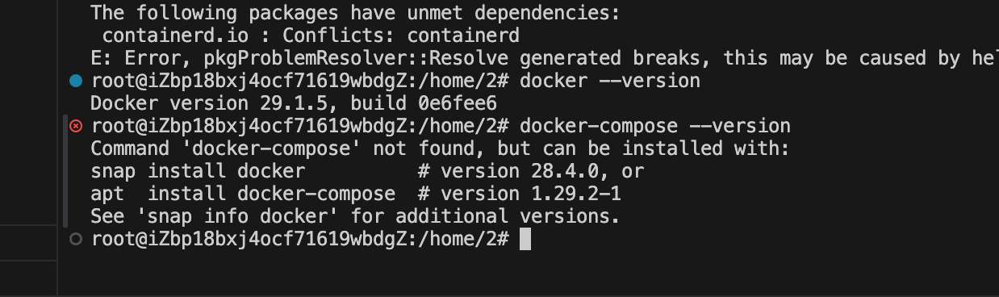 The following packages have unmet dependencies:
 containerd.io : Conflicts: containerd
E: Error, pkgProblemResolver::Resolve generated breaks, this may be caused by
root@iZbp18bxj4ocf71619wbdgZ:/home/2# docker --version
Docker version 29.1.5, build 0e6fee6
root@iZbp18bxj4ocf71619wbdgZ:/home/2# docker-compose --version
Command 'docker-compose' not found, but can be installed with:
snap install docker          # version 28.4.0, or
apt  install docker-compose  # version 1.29.2-1
See 'snap info docker' for additional versions.
root@iZbp18bxj4ocf71619wbdgZ:/home/2#